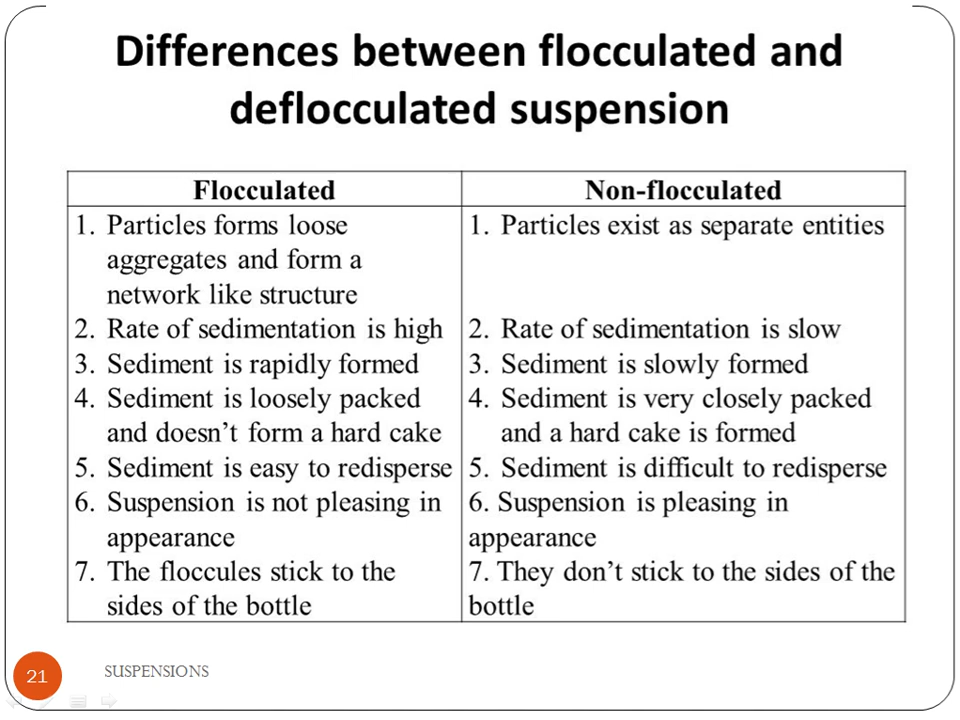 Differences between flocculated and
deflocculated suspension
Flocculated
Non-flocculated
1. Particles forms loose
aggregates and form a
network like structure
1. Particles exist as separate entities
2. Rate of sedimentation is high
2. Rate of sedimentation is slow
3. Sediment is rapidly formed
3. Sediment is slowly formed
4. Sediment is loosely packed
and doesn't form a hard cake
4. Sediment is very closely packed
and a hard cake is formed
5. Sediment is easy to redisperse
5. Sediment is difficult to redisperse
6. Suspension is not pleasing in
appearance
6. Suspension is pleasing in
appearance
7. The floccules stick to the
sides of the bottle
7. They don't stick to the sides of the
bottle
21
SUSPENSIONS